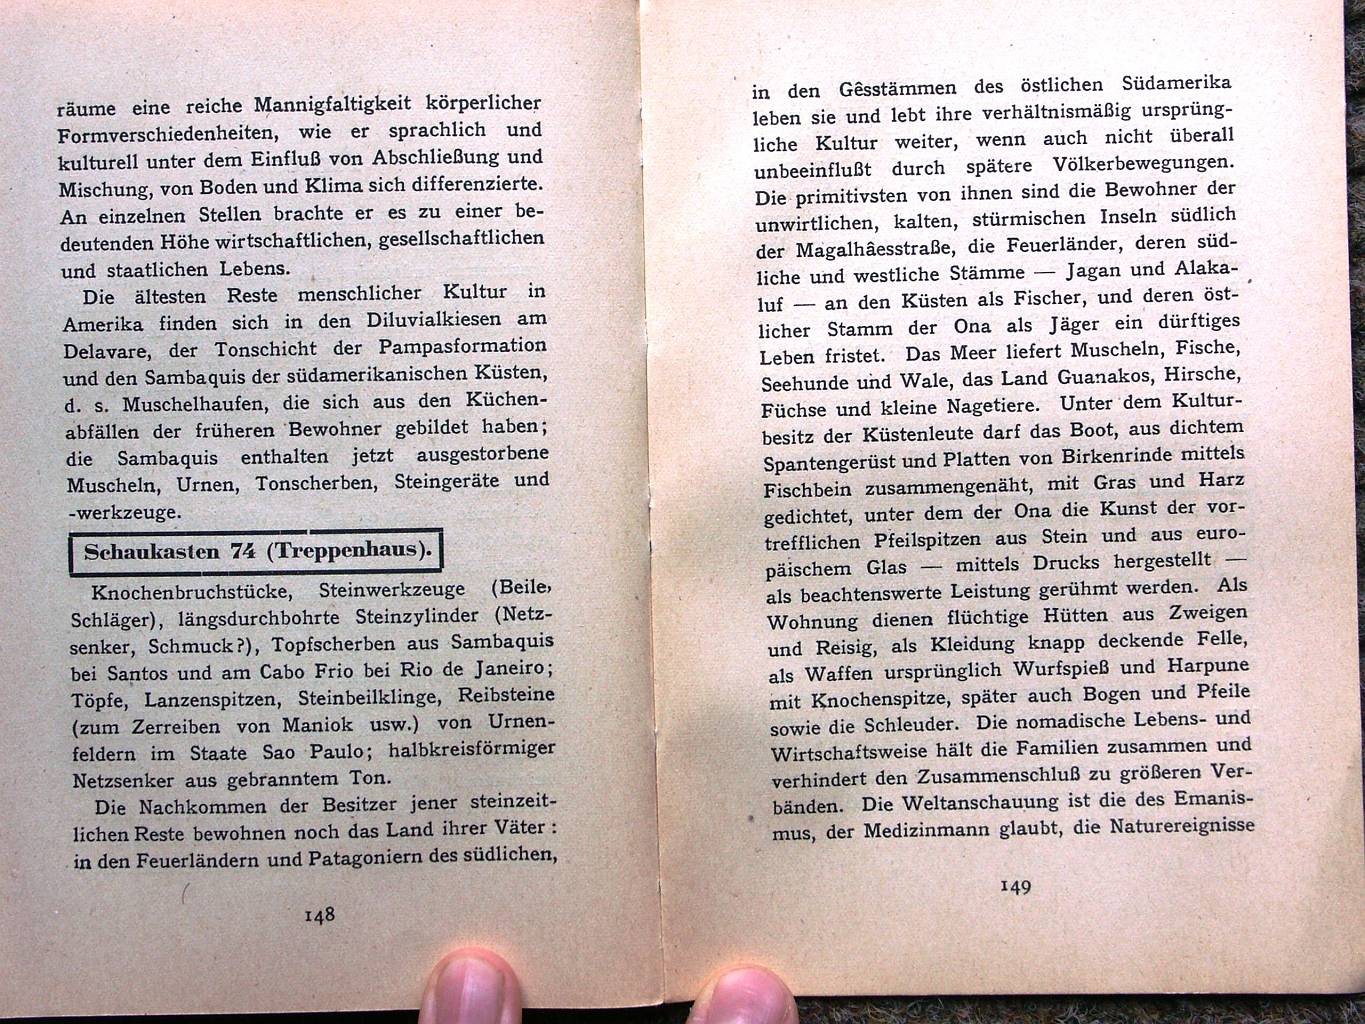 räume eine reiche Mannigfaltigkeit körperlicher
Formverschiedenheiten, wie er sprachlich und
kulturell unter dem Einfluß von Abschließung und
Mischung, von Boden und Klima sich differenzierte.
An einzelnen Stellen brachte er es zu einer be-
deutenden Höhe wirtschaftlichen, gesellschaftlichen
und staatlichen Lebens.
Die ältesten Reste menschlicher Kultur in
Amerika finden sich in den Diluvialkiesen am
Delavare, der Tonschicht der Pampasformation
und den Sambaquis der südamerikanischen Küsten,
d. s. Muschelhaufen, die sich aus den Küchen-
abfällen der früheren Bewohner gebildet haben;
die Sambaquis enthalten jetzt ausgestorbene
Muscheln, Urnen, Tonscherben, Steingeräte und
-werkzeuge.
Schaukasten 74 (Treppenhaus).
Knochenbruchstücke, Steinwerkzeuge (Beile,
Schläger), längsdurchbohrte Steinzylinder (Netz-
senker, Schmuck?), Topfscherben aus Sambaquis
bei Santos und am Cabo Frio bei Rio de Janeiro;
Töpfe, Lanzenspitzen, Steinbeilklinge, Reibsteine
(zum Zerreiben von Maniok usw.) von Urnen-
feldern im Staate Sao Paulo; halbkreisförmiger
Netzsenker aus gebranntem Ton.
Die Nachkommen der Besitzer jener steinzeit-
lichen Reste bewohnen noch das Land ihrer Väter:
in den Feuerländern und Patagoniern des südlichen,
148
in den Gêsstämmen des östlichen Südamerika
leben sie und lebt ihre verhältnismäßig ursprüng-
liche Kultur weiter, wenn auch nicht überall
unbeeinflußt durch spätere Völkerbewegungen.
Die primitivsten von ihnen sind die Bewohner der
unwirtlichen, kalten, stürmischen Inseln südlich
der Magalhâesstraße, die Feuerländer, deren süd-
liche und westliche Stämme — Jagan und Alaka-
luf — an den Küsten als Fischer, und deren öst-
licher Stamm der Ona als Jäger ein dürftiges
Leben fristet. Das Meer liefert Muscheln, Fische,
Seehunde und Wale, das Land Guanakos, Hirsche,
Füchse und kleine Nagetiere. Unter dem Kultur-
besitz der Küstenleute darf das Boot, aus dichtem
Spantengerüst und Platten von Birkenrinde mittels
Fischbein zusammengenäht, mit Gras und Harz
gedichtet, unter dem der Ona die Kunst der vor-
trefflichen Pfeilspitzen aus Stein und aus euro-
päischem Glas — mittels Drucks hergestellt —
als beachtenswerte Leistung gerühmt werden. Als
Wohnung dienen flüchtige Hütten aus Zweigen
und Reisig, als Kleidung knapp deckende Felle,
als Waffen ursprünglich Wurfspieß und Harpune
mit Knochenspitze, später auch Bogen und Pfeile
sowie die Schleuder. Die nomadische Lebens- und
Wirtschaftsweise hält die Familien zusammen und
verhindert den Zusammenschluß zu größeren Ver-
bänden. Die Weltanschauung ist die des Emanis-
mus, der Medizinmann glaubt, die Naturereignisse
149